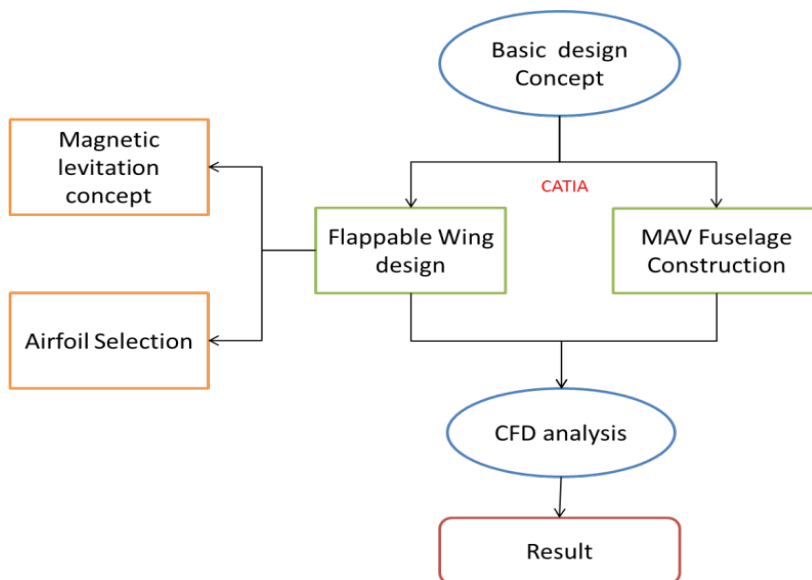 Basic design
Concept
Magnetic
levitation
concept
CATIA
Flappable Wing
design
MAV Fuselage
Construction
Airfoil Selection
CFD analysis
Result